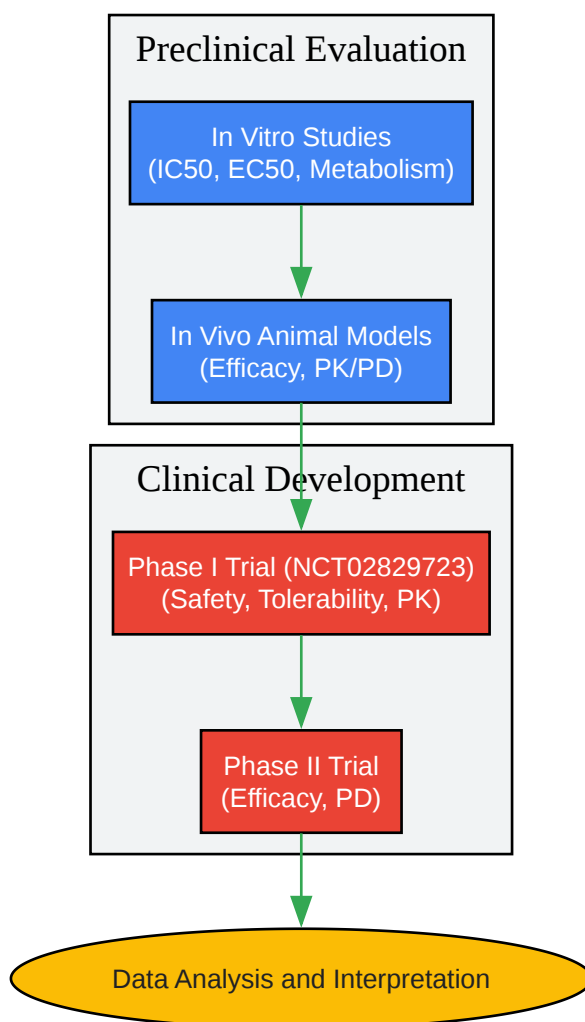 Preclinical Evaluation
In Vitro Studies
(IC50, EC50, Metabolism)
In Vivo Animal Models
(Efficacy, PK/PD)
Clinical Development
Phase I Trial (NCT02829723)
(Safety, Tolerability, PK)
Phase II Trial
(Efficacy, PD)
Data Analysis and Interpretation